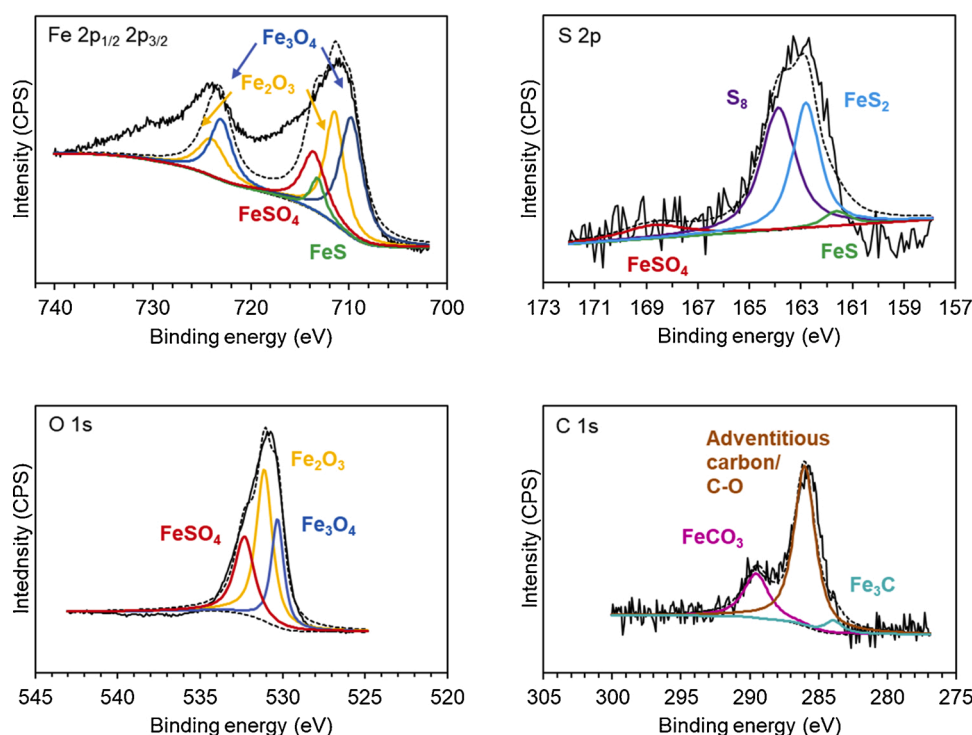 Fe 2p1/2 2p3/2
Fe3O4
Fe2O3
FeSO4
FeS
Intensity (CPS)
740 730 720 710 700
Binding energy (eV)
S 2p
S8
FeS2
FeSO4
FeS
Intensity (CPS)
173 171 169 167 165 163 161 159 157
Binding energy (eV)
O 1s
Fe2O3
FeSO4
Fe3O4
Intednsity (CPS)
545 540 535 530 525 520
Binding energy (eV)
C 1s
Adventitious
carbon/
C-O
FeCO3
Fe3C
Intensity (CPS)
305 300 295 290 285 280 275
Binding energy (eV)